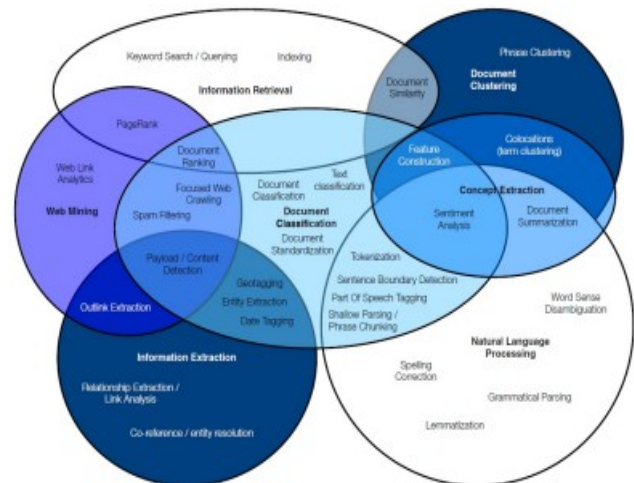 Keyword Search / Querying
Indexing
Information Retrieval
Phrase Clustering
Document
Clustering
Document
Similarity
PageRank
Document
Ranking
Feature
Construction
Colocations
(term clustering)
Web Link
Analytics
Focused Web
Crawling
Text
classification
Document
Classification
Concept Extraction
Web Mining
Spam Filtering
Document
Classification
Document
Standardization
Sentiment
Analysis
Document
Summarization
Payload / Content
Detection
Tokenization
Geotagging
Sentence Boundary Detection
Entity Extraction
Part Of Speech Tagging
Outlink Extraction
Date Tagging
Shallow Parsing /
Phrase Chunking
Word Sense
Disambiguation
Information Extraction
Natural Language
Processing
Spelling
Correction
Relationship Extraction /
Link Analysis
Grammatical Parsing
Co-reference / entity resolution
Lemmatization